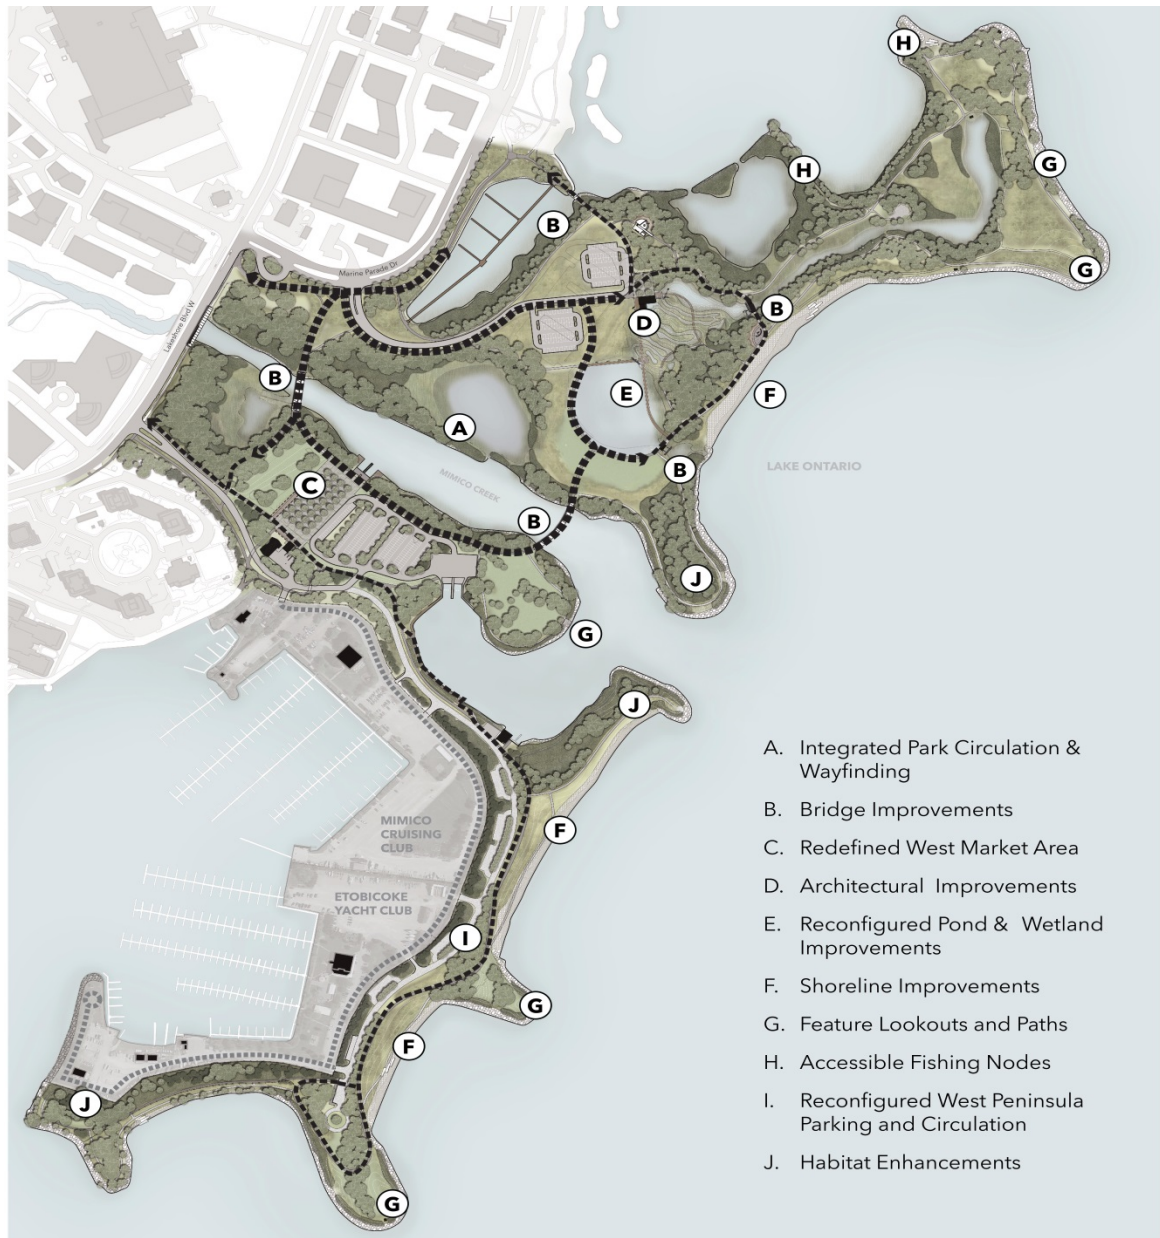 H
H
G
B
Marine Parade Dr
G
Lakeshore Blvd W
D
B
B
E
F
A
LAKE ONTARIO
B
MIMICO CREEK
C
B
J
G
J
A. Integrated Park Circulation &
Wayfinding
B. Bridge Improvements
MIMICO
CRUISING
CLUB
F
C. Redefined West Market Area
D. Architectural Improvements
ETOBICOKE
YACHT CLUB
E. Reconfigured Pond & Wetland
Improvements
I
F. Shoreline Improvements
G
G. Feature Lookouts and Paths
F
H. Accessible Fishing Nodes
J
I. Reconfigured West Peninsula
Parking and Circulation
J. Habitat Enhancements
G